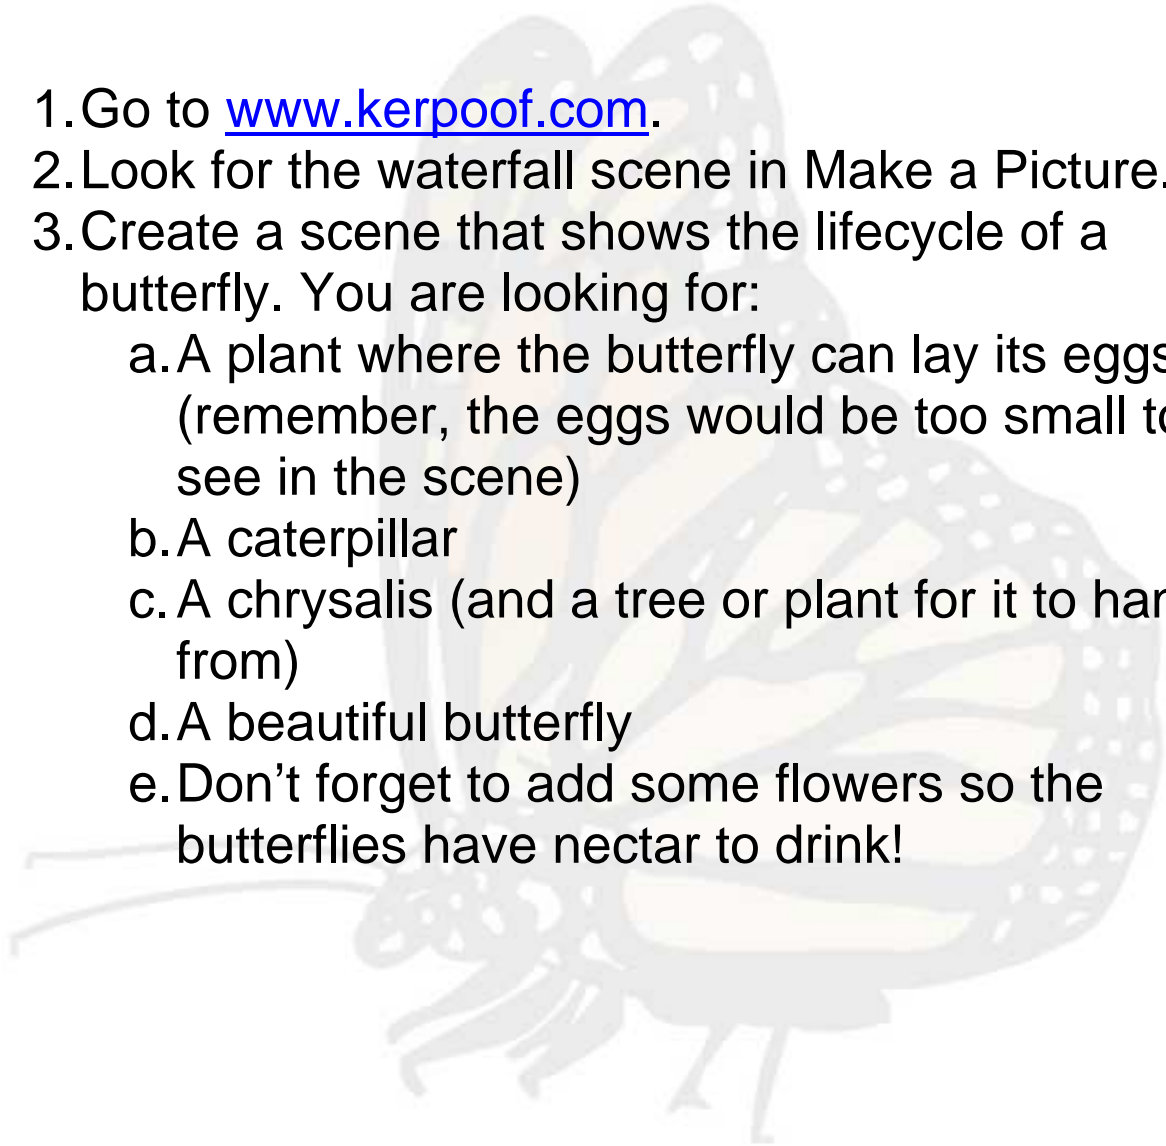 1. Go to www.kerpoof.com.
2. Look for the waterfall scene in Make a Picture.
3. Create a scene that shows the lifecycle of a
butterfly. You are looking for:
a. A plant where the butterfly can lay its eggs
(remember, the eggs would be too small to
see in the scene)
b. A caterpillar
c. A chrysalis (and a tree or plant for it to han
from)
d. A beautiful butterfly
e. Don’t forget to add some flowers so the
butterflies have nectar to drink!